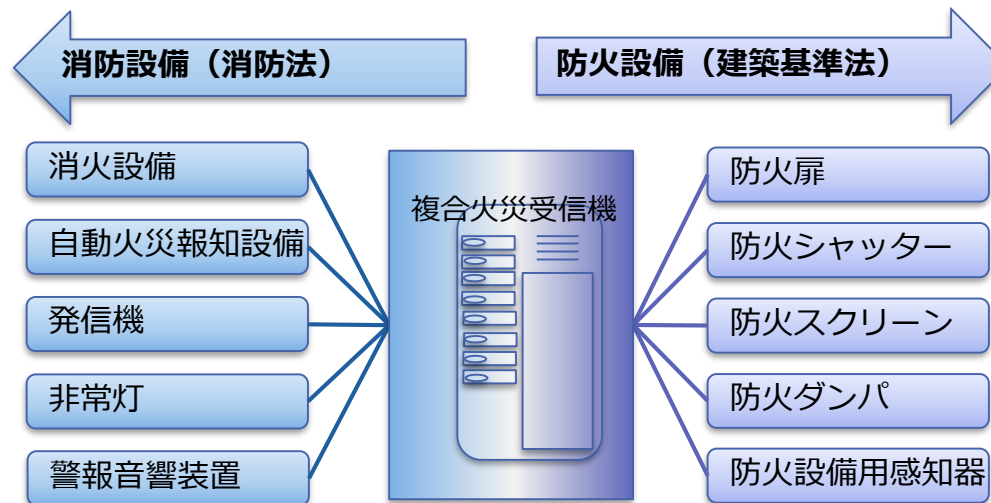 消防設備（消防法）
防火設備（建築基準法）
消火設備
自動火災報知設備
発信機
非常灯
警報音響装置
複合火災受信機
防火扉
防火シャッター
防火スクリーン
防火ダンパ
防火設備用感知器